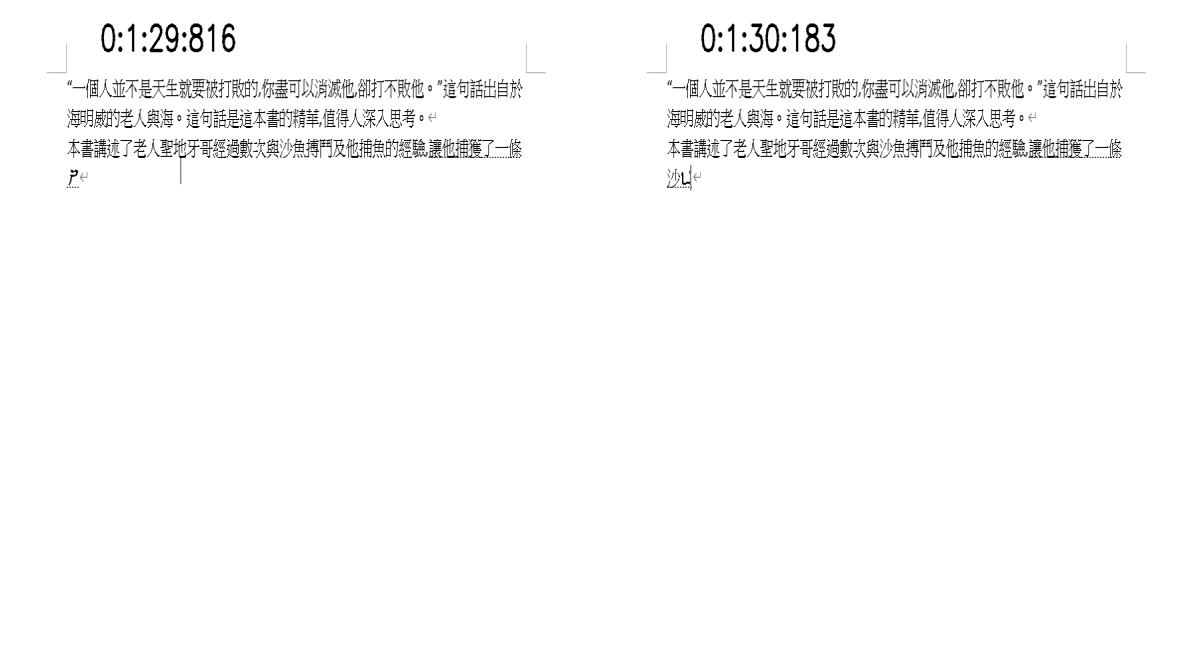 0:1:29:816
“一個人並不是天生就要被打敗的,你盡可以消滅他,卻打不敗他。”這句話出自於
海明威的老人與海。這句話是這本書的精華,值得人深入思考。
本書講述了老人聖地牙哥經過數次與沙魚搏鬥及他捕魚的經驗,讓他捕獲了一條
ㄕ
0:1:30:183
“一個人並不是天生就要被打敗的,你盡可以消滅他,卻打不敗他。”這句話出自於
海明威的老人與海。這句話是這本書的精華,值得人深入思考。
本書講述了老人聖地牙哥經過數次與沙魚搏鬥及他捕魚的經驗,讓他捕獲了一條
沙ㄩ